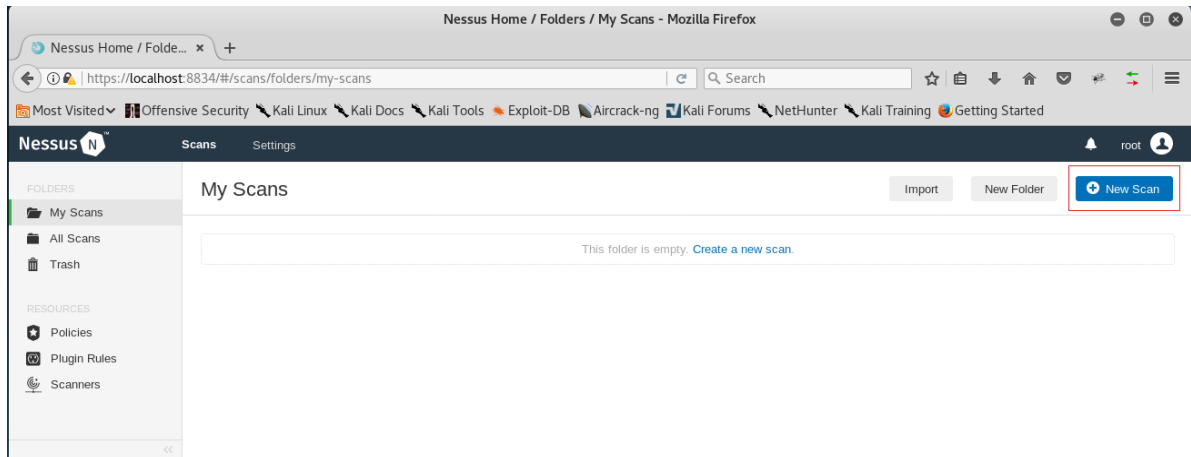 Nessus Home / Folders / My Scans - Mozilla Firefox
Nessus Home / Folde...
https://localhost:8834/#/scans/folders/my-scans
Search
Most Visited Offensive Security Kali Linux Kali Docs Kali Tools Exploit-DB Aircrack-ng Kali Forums NetHunter Kali Training Getting Started
Nessus N ™ Scans Settings root
FOLDERS
My Scans
All Scans
Trash
RESOURCES
Policies
Plugin Rules
Scanners
My Scans
Import New Folder New Scan
This folder is empty. Create a new scan.